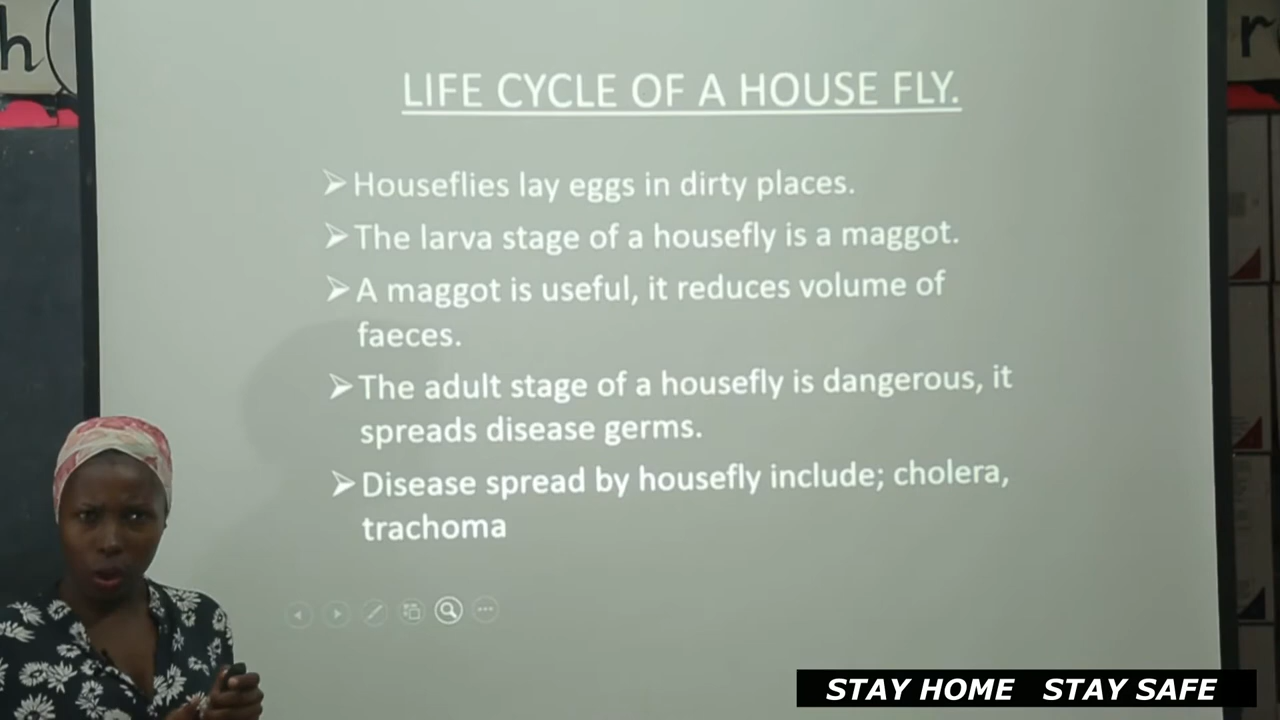 h
r
LIFE CYCLE OF A HOUSE FLY.
➢Houseflies lay eggs in dirty places.
➢The larva stage of a housefly is a maggot.
➢A maggot is useful, it reduces volume of
faeces.
➢The adult stage of a housefly is dangerous, it
spreads disease germs.
➢Disease spread by housefly include; cholera,
trachoma
STAY HOME STAY SAFE